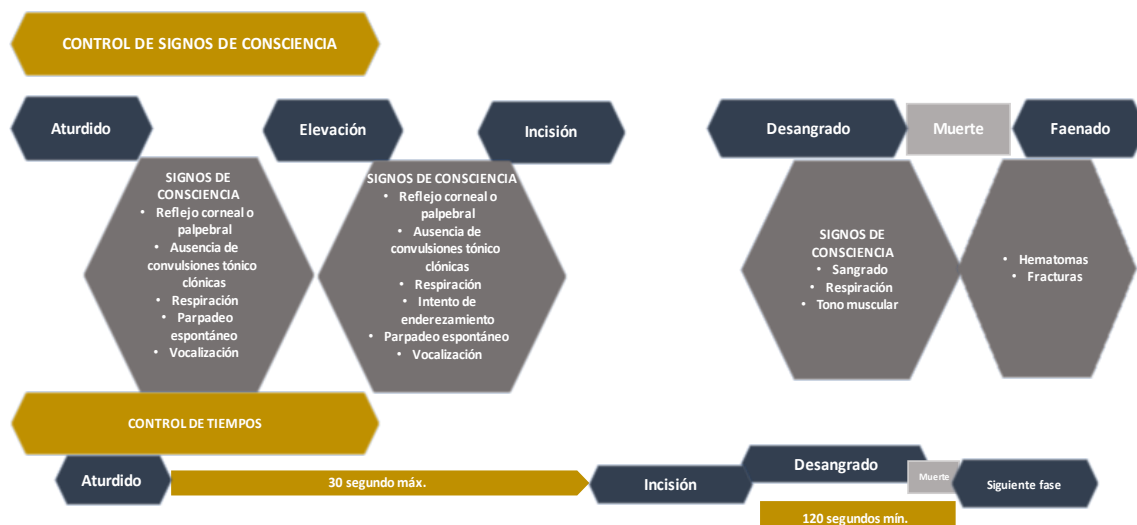 CONTROL DE SIGNOS DE CONSCIENCIA
Aturdido
Elevación
Incisión
Desangrado
Muerte
Faenado
SIGNOS DE
CONSCIENCIA
• Reflejo corneal o
palpebral
• Ausencia de
convulsiones tónico
clónicas
• Respiración
• Parpadeo
espontáneo
• Vocalización
SIGNOS DE CONSCIENCIA
• Reflejo corneal o
palpebral
• Ausencia de
convulsiones tónico
clónicas
• Respiración
• Intento de
enderezamiento
• Parpadeo espontáneo
• Vocalización
SIGNOS DE
CONSCIENCIA
• Sangrado
• Respiración
• Tono muscular
• Hematomas
• Fracturas
CONTROL DE TIEMPOS
Aturdido
30 segundo máx.
Incisión
Desangrado
Muerte
Siguiente fase
120 segundos mín.